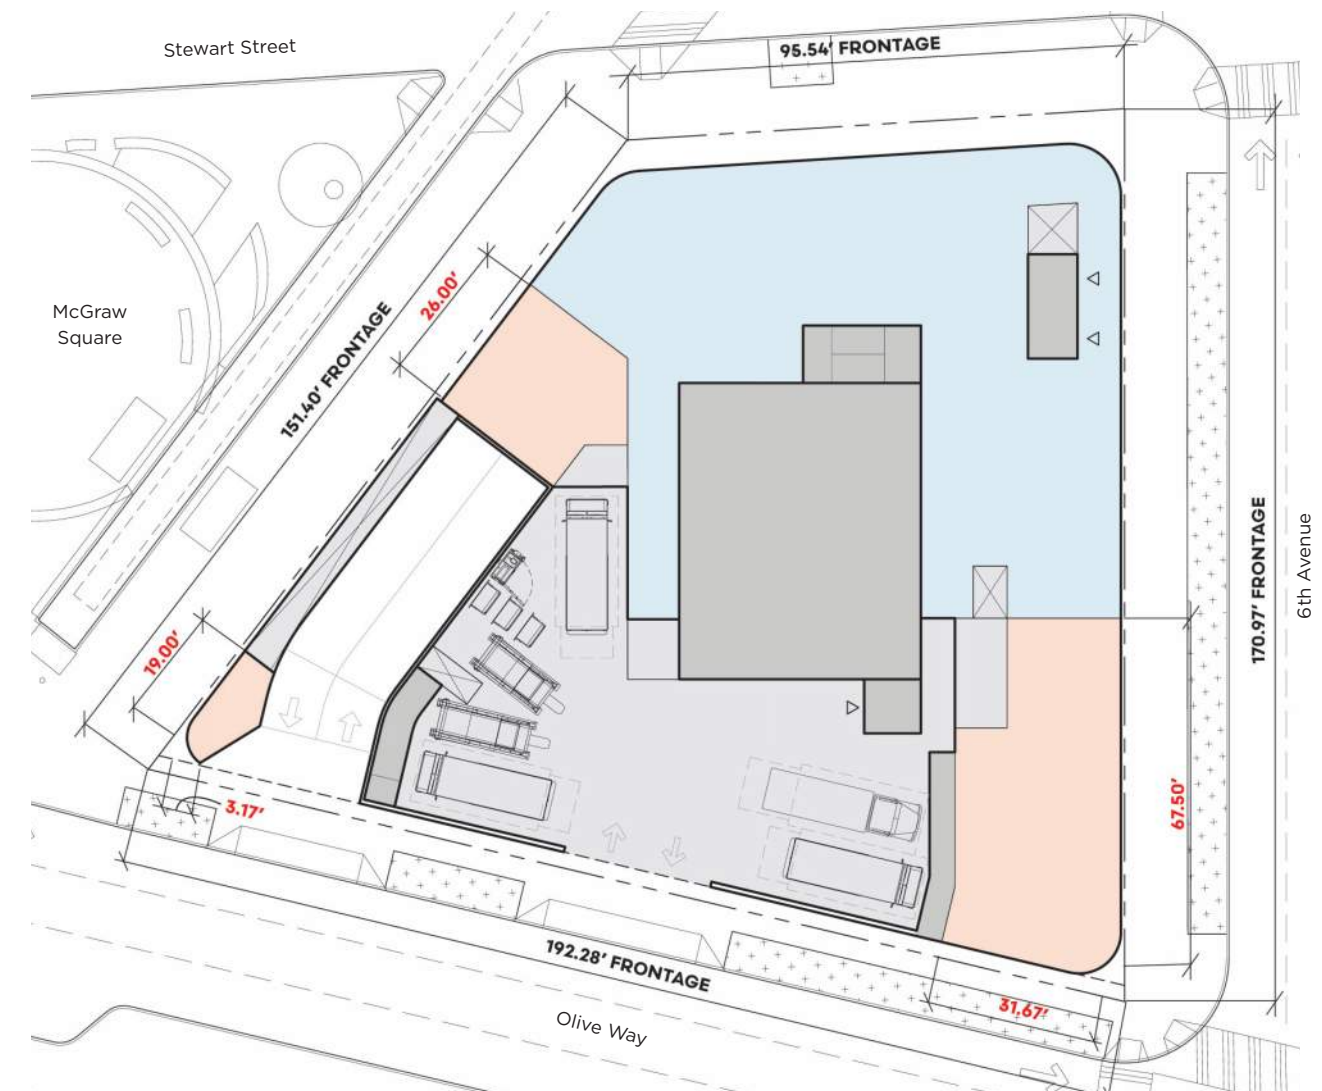 Stewart Street
95.54' FRONTAGE
McGraw
Square
26.00'
151.40' FRONTAGE
170.97' FRONTAGE
6th Avenue
19.00'
3.17'
67.50'
192.28' FRONTAGE
31.67'
Olive Way